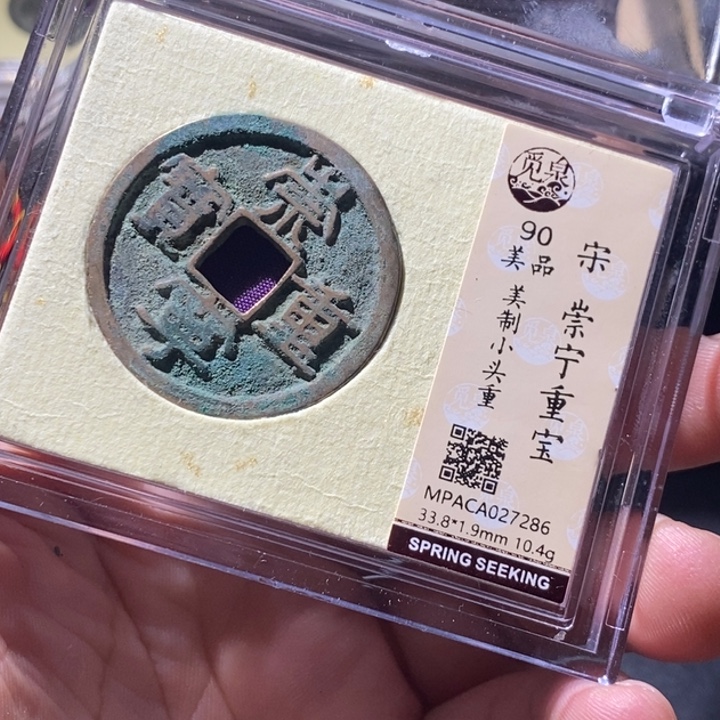 崇寧重寶
觅泉
宋 崇宁重宝
90
美品
美制小头重
MPACA027286
33.8*1.9mm 10.4g
SPRING SEEKING